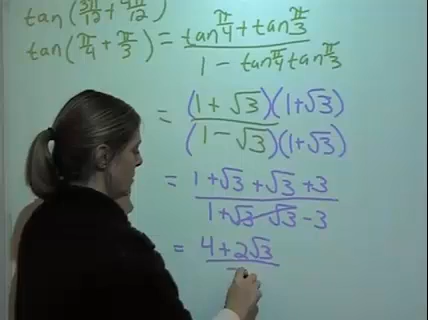 tan(3π/12 + 4π/12)
tan(π/4 + π/3) = (tan π/4 + tan π/3) / (1 - tan π/4 tan π/3)
= (1 + √3)(1+√3) / (1 - √3)(1+√3)
= (1+√3 +√3 +3) / (1+√3 -√3 -3)
= (4+2√3) / -